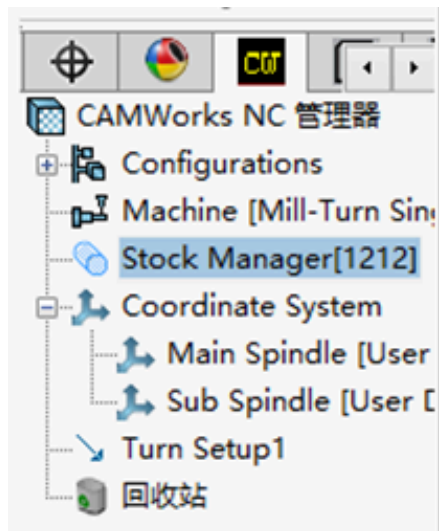 CW
CAMWorks NC 管理器
Configurations
Machine [Mill-Turn Sin
Stock Manager[1212]
Coordinate System
Main Spindle [User
Sub Spindle [User D
Turn Setup1
回收站